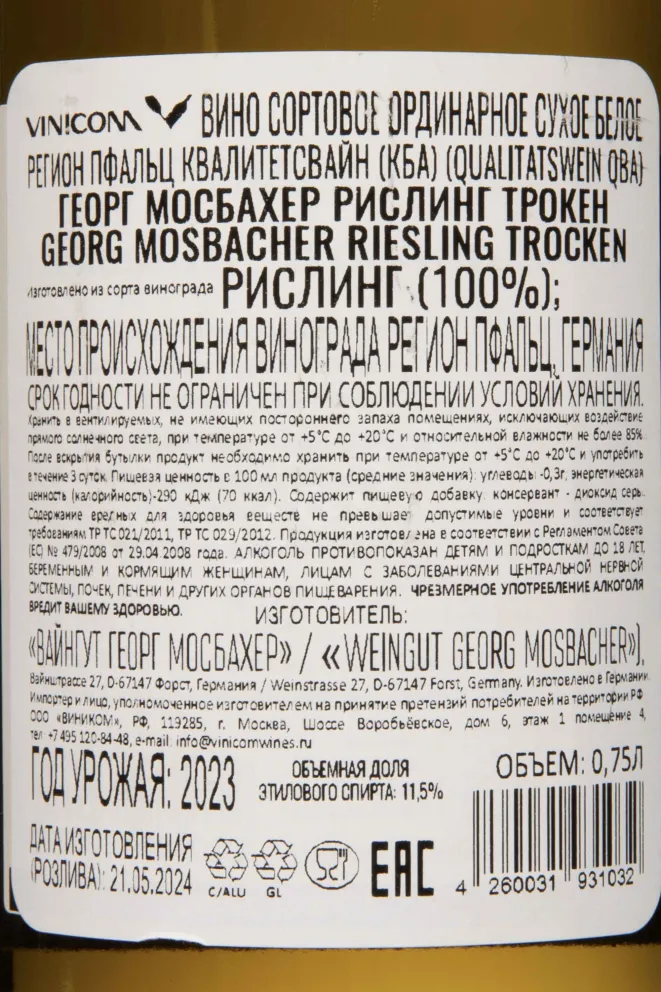 VINICOM ВИНО СОРТОВОЕ ОРДИНАРНОЕ СУХОЕ БЕЛОЕ
РЕГИОН ПФАЛЬЦ КВАЛИТЕТСВАЙН (КБА) (QUALITATSWEIN QBA)
ГЕОРГ МОСБАХЕР РИСЛИНГ ТРОКЕН
GEORG MOSBACHER RIESLING TROCKEN
Изготовлено из сорта винограда РИСЛИНГ (100%);
МЕСТО ПРОИСХОЖДЕНИЯ ВИНОГРАДА РЕГИОН ПФАЛЬЦ, ГЕРМАНИЯ
СРОК ГОДНОСТИ НЕ ОГРАНИЧЕН ПРИ СОБЛЮДЕНИИ УСЛОВИЙ ХРАНЕНИЯ.
Хранить в вентилируемых, не имеющих постороннего запаха помещениях, исключающих воздействие
прямого солнечного света, при температуре от +5°С до +20°С и относительной влажности не более 85%
После вскрытия бутылки продукт необходимо хранить при температуре от +5°С до +20°С и употребить
в течение 3 суток. Пищевая ценность в 100 мл продукта (средние значения): углеводы -0,3г, энергетическая
ценность (калорийность)-290 кДж (70 ккал). Содержит пищевую добавку: консервант - диоксид серы.
Содержание вредных для здоровья веществ не превышает допустимые уровни и соответствует
требованиям ТР ТС 021/2011, ТР ТС 029/2012. Продукция изготовлена в соответствии с Регламентом Совета
(ЕС) № 479/2008 от 29.04 2008 года. АЛКОГОЛЬ ПРОТИВОПОКАЗАН ДЕТЯМ И ПОДРОСТКАМ ДО 18 ЛЕТ,
БЕРЕМЕННЫМ И КОРМЯЩИМ ЖЕНЩИНАМ, ЛИЦАМ С ЗАБОЛЕВАНИЯМИ ЦЕНТРАЛЬНОЙ НЕРВНОЙ
СИСТЕМЫ, ПОЧЕК, ПЕЧЕНИ И ДРУГИХ ОРГАНОВ ПИЩЕВАРЕНИЯ. ЧРЕЗМЕРНОЕ УПОТРЕБЛЕНИЕ АЛКОГОЛЯ
ВРЕДИТ ВАШЕМУ ЗДОРОВЬЮ.
ИЗГОТОВИТЕЛЬ:
«ВАЙНГУТ ГЕОРГ МОСБАХЕР» / «WEINGUT GEORG MOSBACHER»),
Вайнштрассе 27, D-67147 Форст, Германия / Weinstrasse 27, D-67147 Forst, Germany. Изготовлено в Германии
Импортер и лицо, уполномоченное изготовителем на принятие претензий потребителей на территории РФ
ООО «ВИНИКОМ», РФ, 119285, г. Москва, Шоссе Воробьёвское, дом 6, этаж 1 помещение 4,
тел +7 495 120-84-48, e-mail: info@vinicomwines.ru
ГОД УРОЖАЯ: 2023
ОБЪЕМНАЯ ДОЛЯ
ЭТИЛОВОГО СПИРТА: 11,5%
ОБЪЕМ: 0,75Л
ДАТА ИЗГОТОВЛЕНИЯ
(РОЗЛИВА): 21.05.2024
C/ALU GL
EAC
4 260031 931032